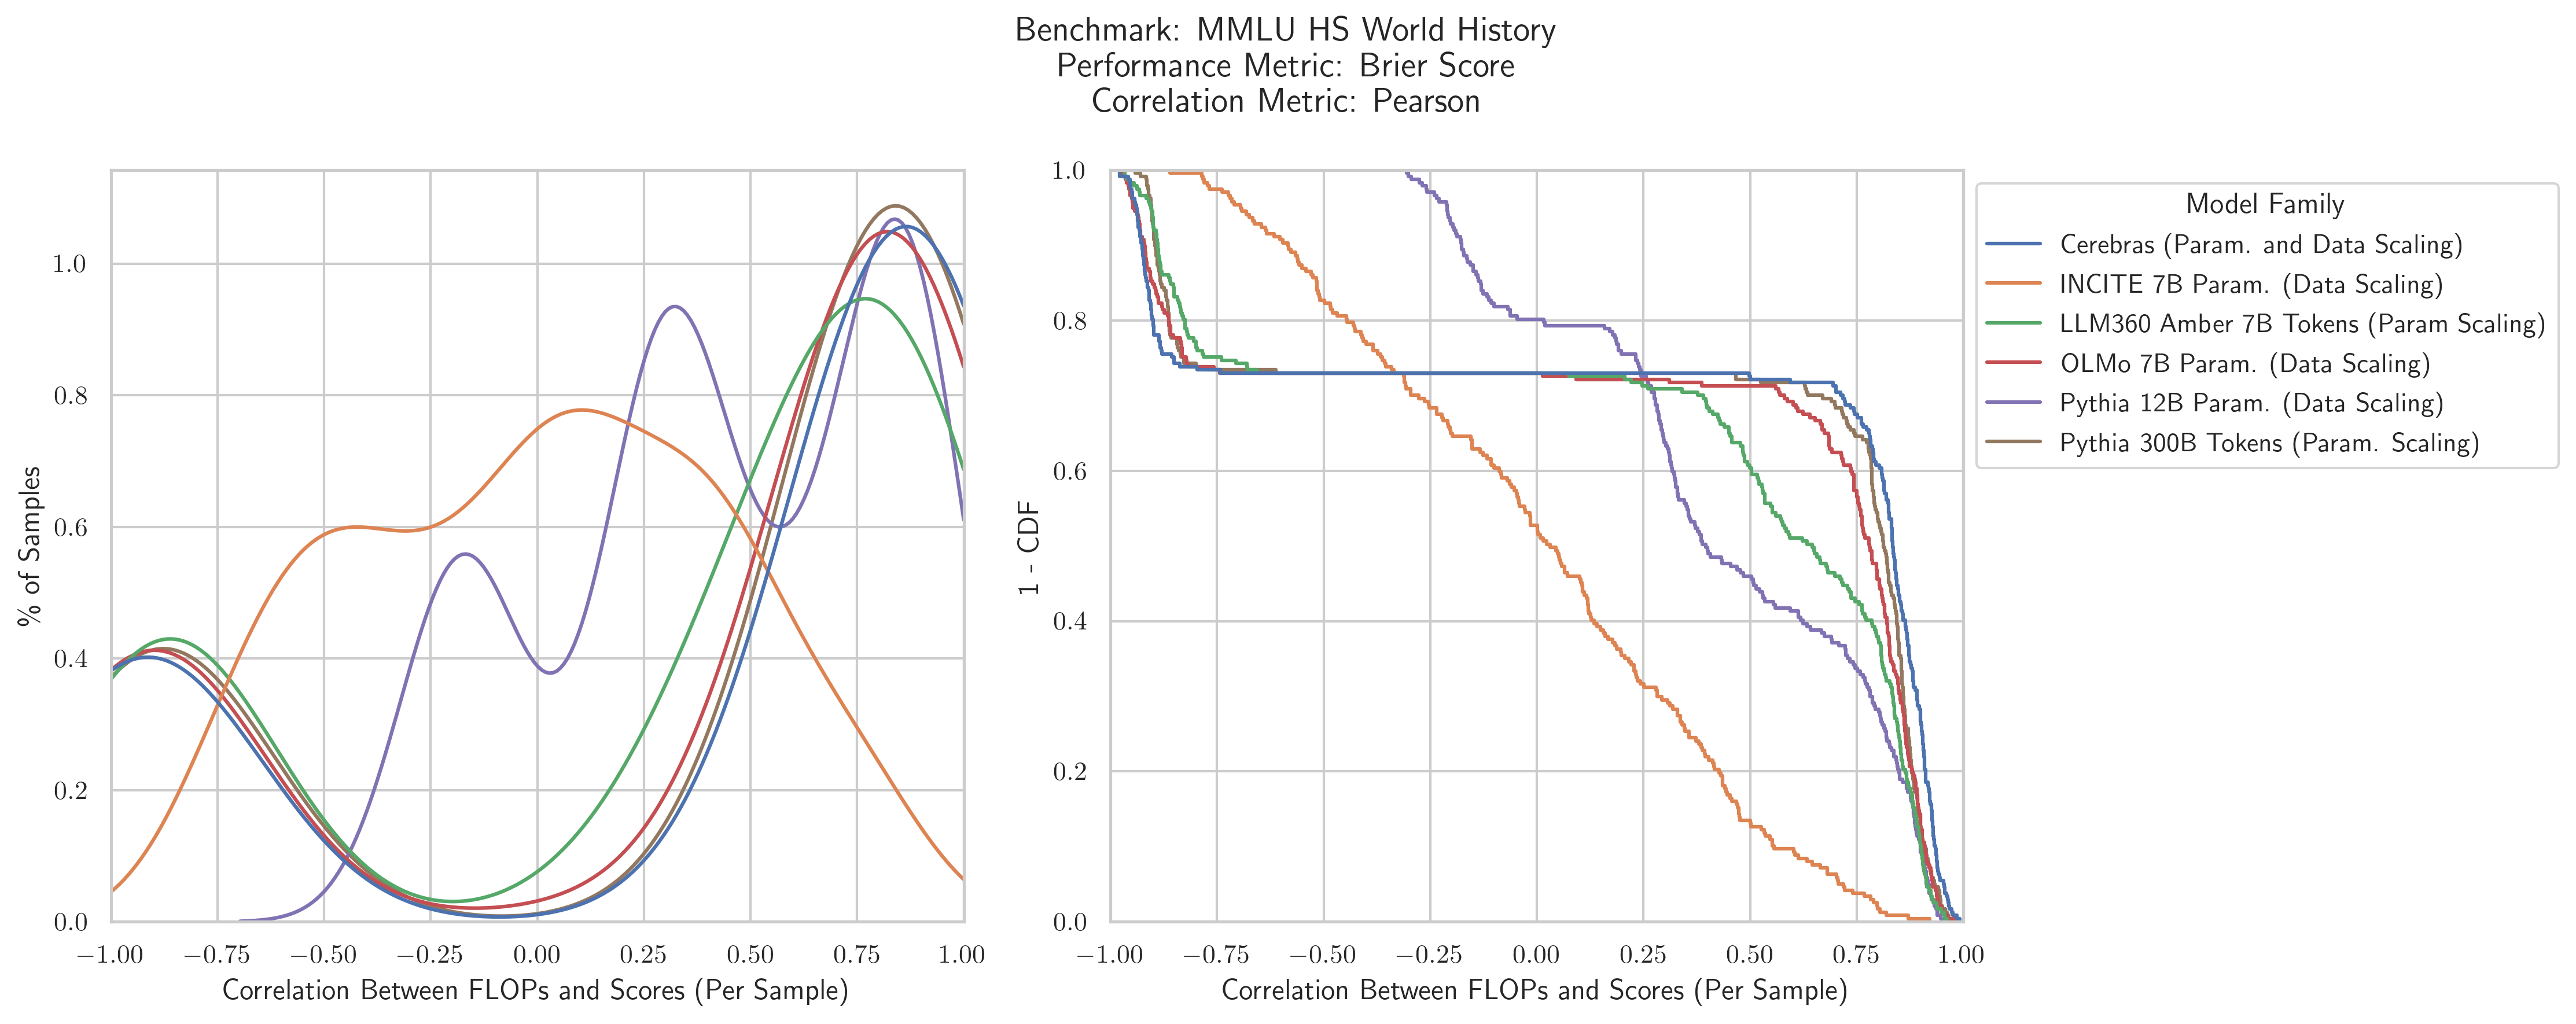 Benchmark: MMLU HS World History
Performance Metric: Brier Score
Correlation Metric: Pearson
% of Samples
1.0
0.8
0.6
0.4
0.2
0.0
−1.00 −0.75 −0.50 −0.25 0.00 0.25 0.50 0.75 1.00
Correlation Between FLOPs and Scores (Per Sample)
1 - CDF
1.0
0.8
0.6
0.4
0.2
0.0
−1.00 −0.75 −0.50 −0.25 0.00 0.25 0.50 0.75 1.00
Correlation Between FLOPs and Scores (Per Sample)
Model Family
Cerebras (Param. and Data Scaling)
INCITE 7B Param. (Data Scaling)
LLM360 Amber 7B Tokens (Param Scaling)
OLMo 7B Param. (Data Scaling)
Pythia 12B Param. (Data Scaling)
Pythia 300B Tokens (Param. Scaling)